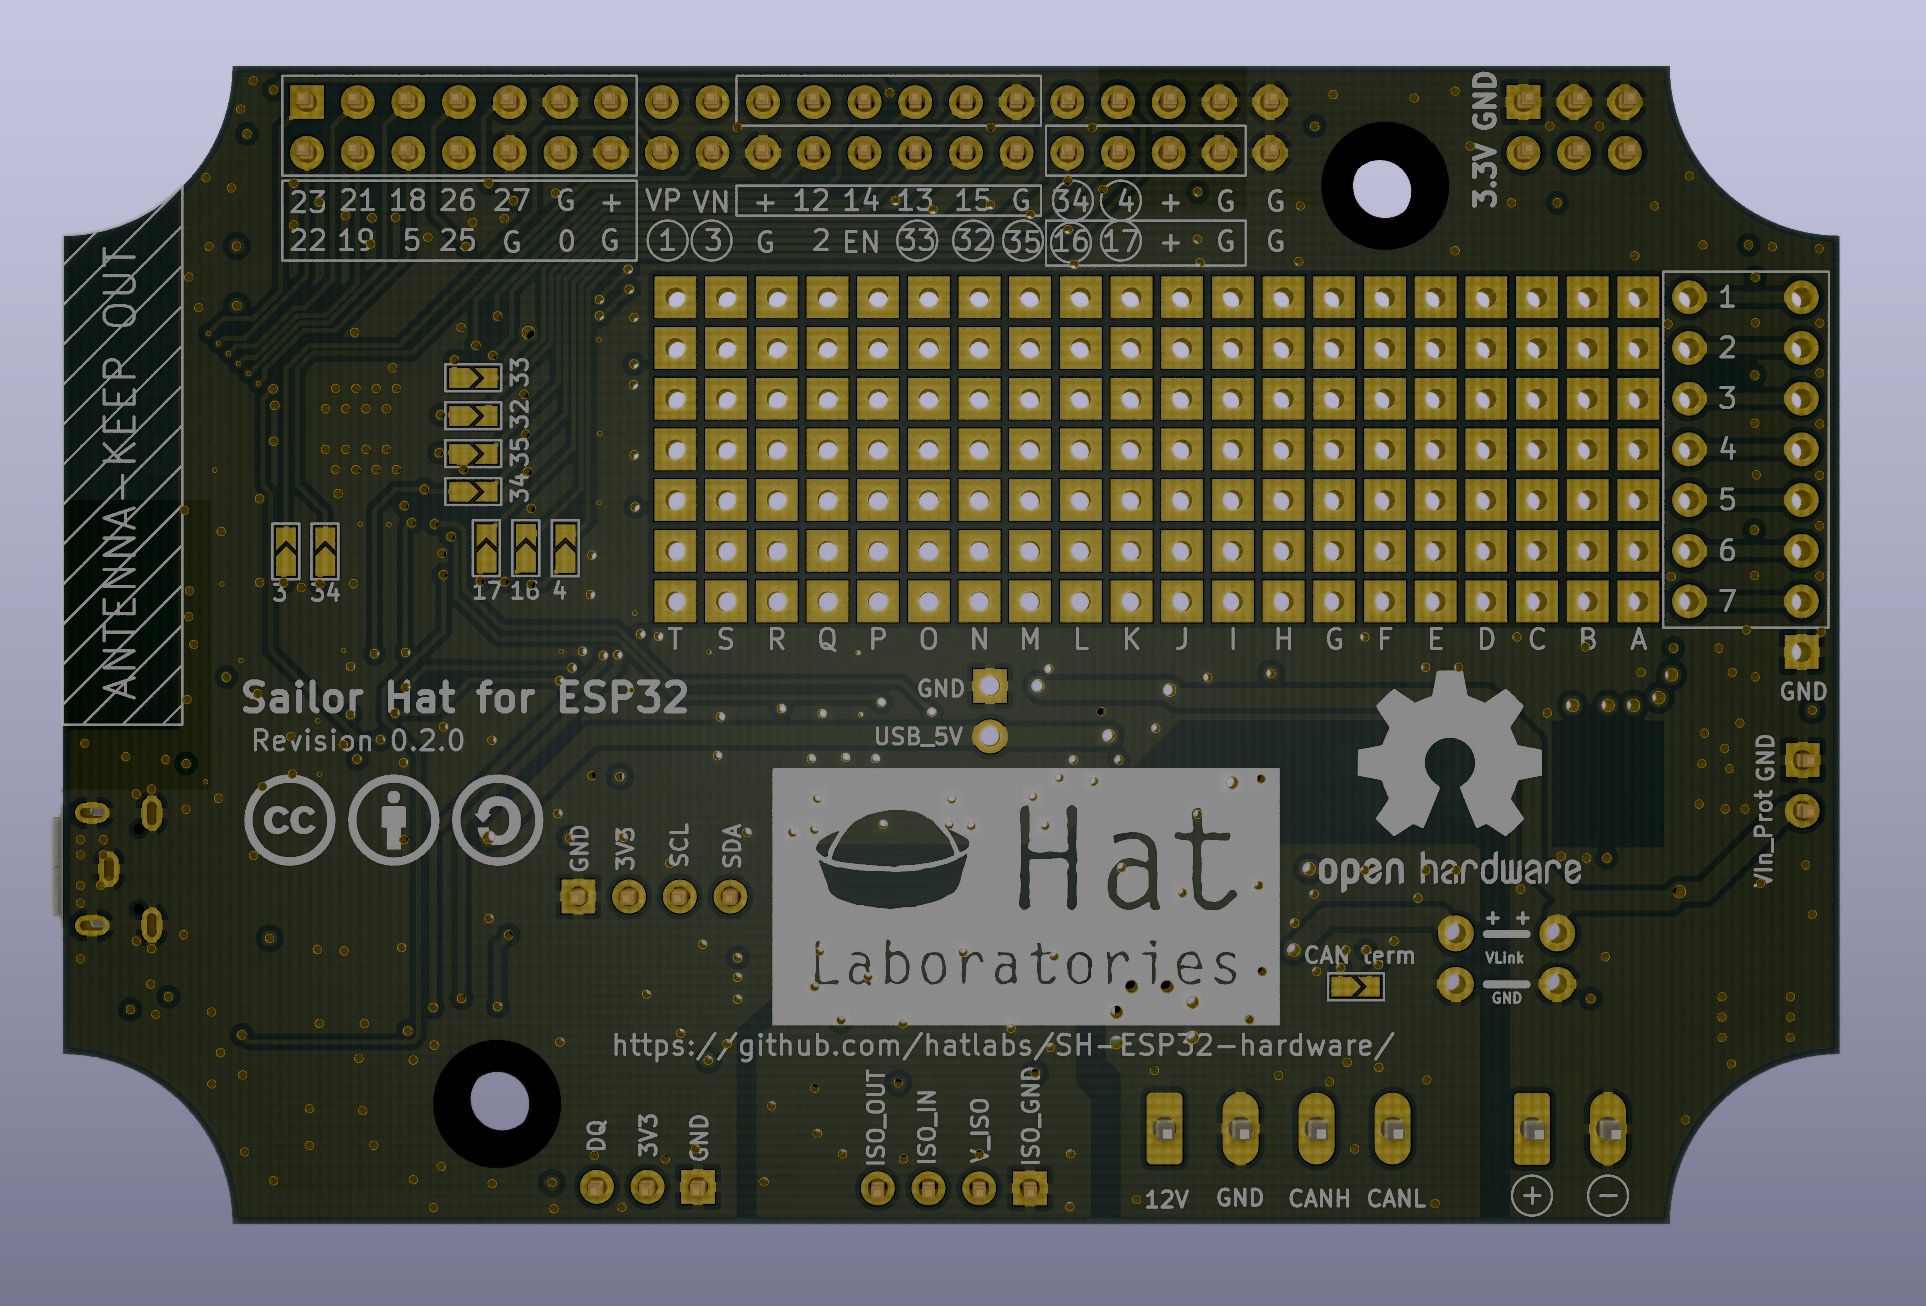 3.3V GND
23 21 18 26 27 G + VP VN + 12 14 13 15 G 34 4 + G G
22 19 5 25 G 0 G 1 3 G 2 EN 33 32 35 16 17 + G G
ANTENNA-KEEP OUT
33
32
35
34
3 34 17 16 4
1
2
3
4
5
6
7
T S R Q P O N M L K J I H G F E D C B A
GND
Sailor Hat for ESP32
Revision 0.2.0
GND
USB_5V
VIn_Prot GND
cc
GND 3V3 SCL SDA
Hat
Laboratories
open hardware
+ +
VLink
GND
CAN term
https://github.com/hatlabs/SH-ESP32-hardware/
DQ 3V3 GND
ISO_OUT ISO_IN V_ISO ISO_GND
12V GND CANH CANL + −